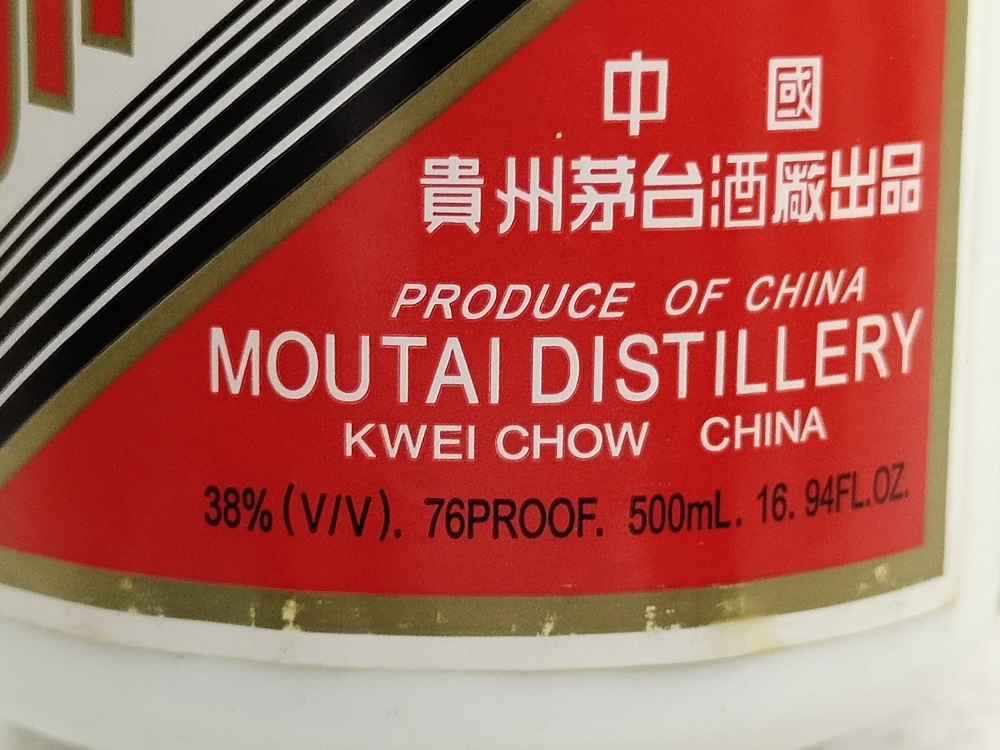 中 國
貴州茅台酒廠出品
PRODUCE OF CHINA
MOUTAI DISTILLERY
KWEI CHOW CHINA
38% (V/V). 76PROOF. 500mL. 16. 94FL.OZ.